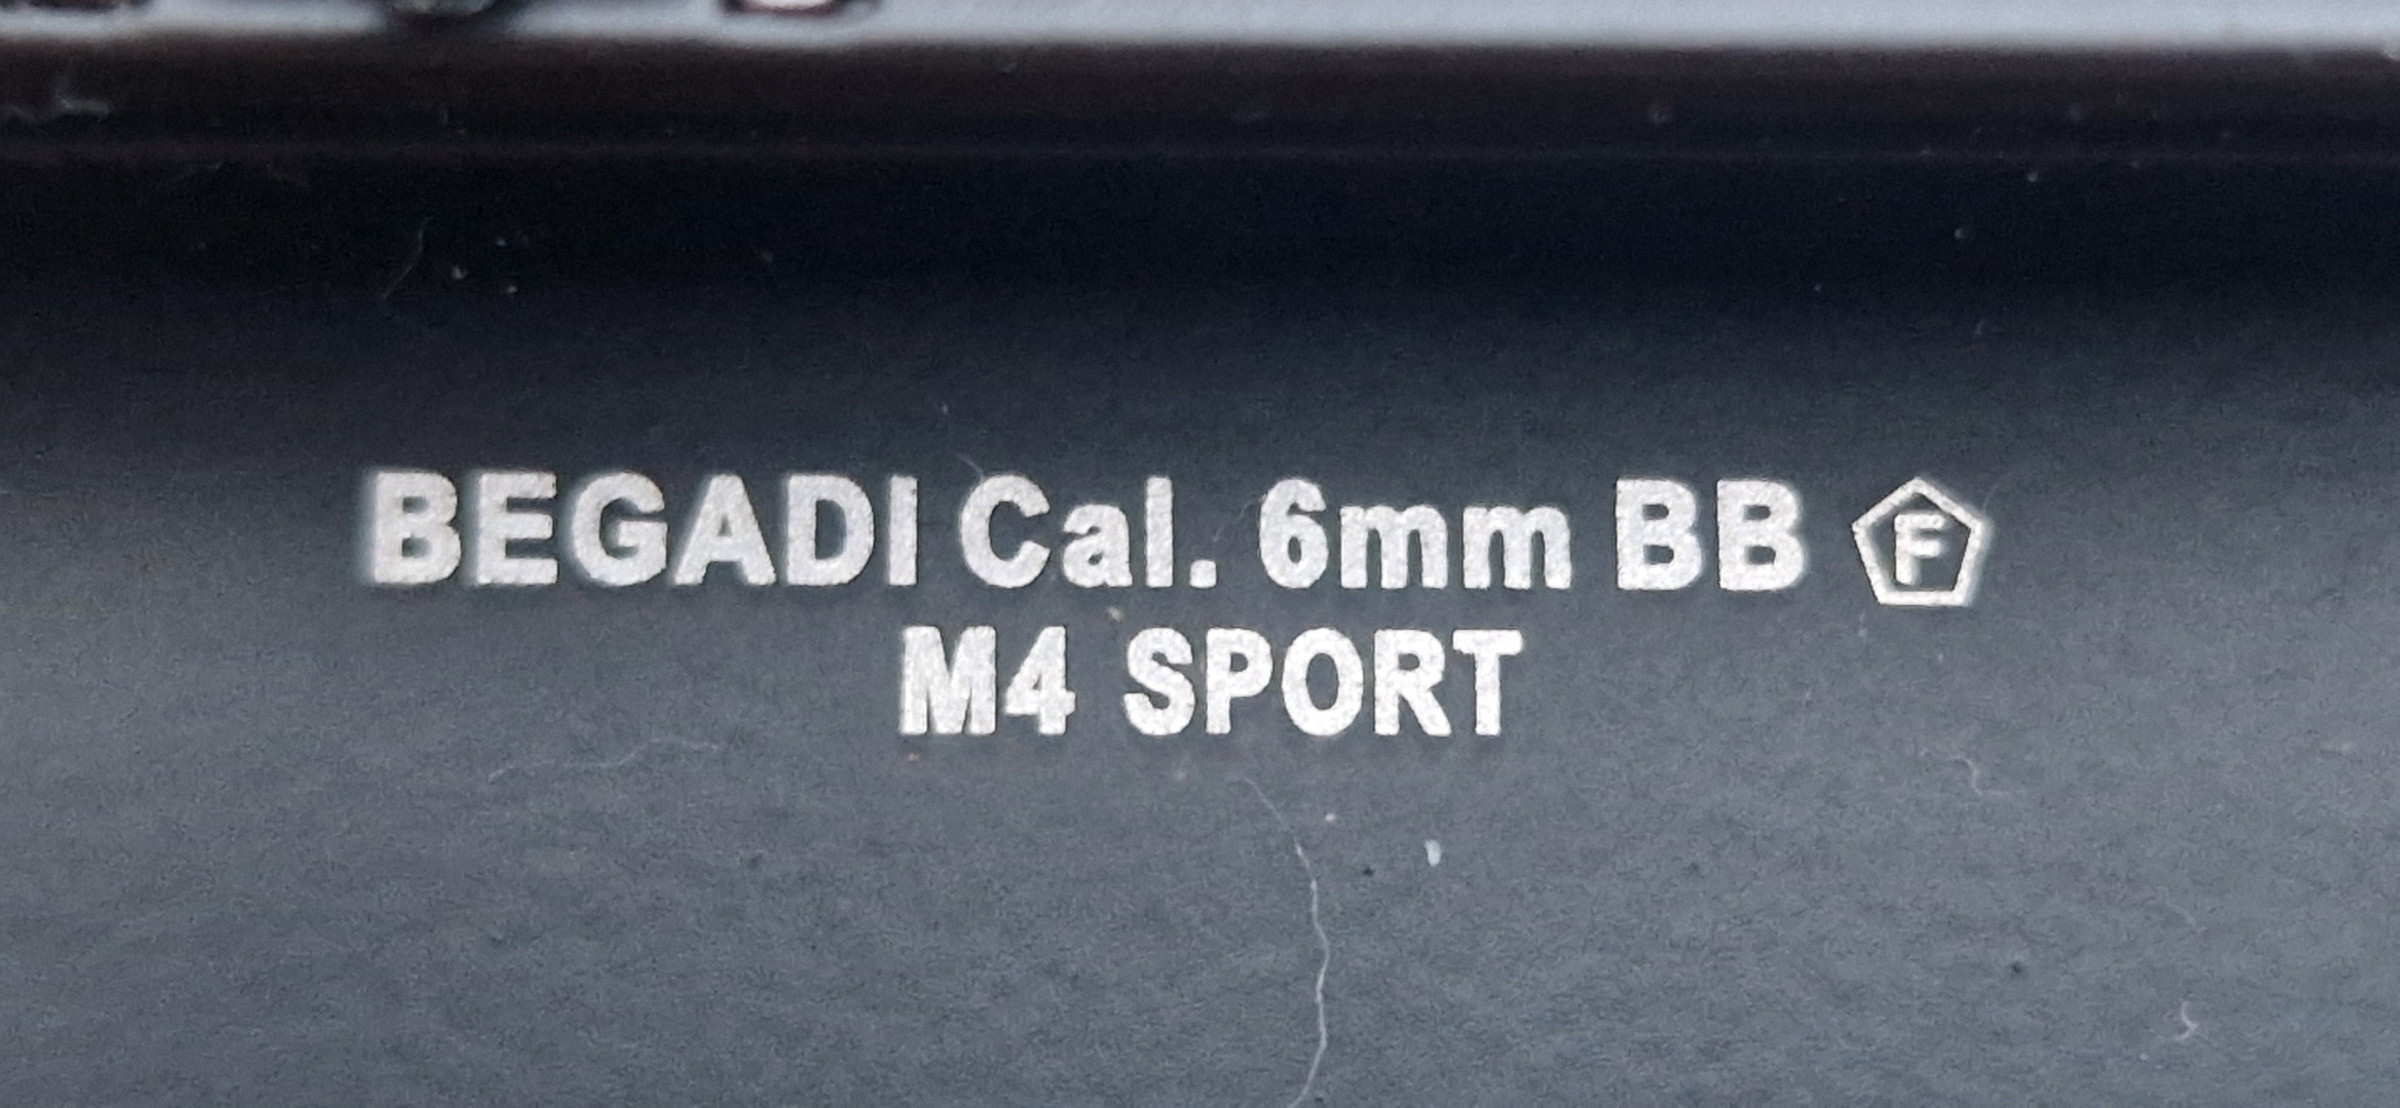 BEGADI Cal. 6mm BB F
M4 SPORT